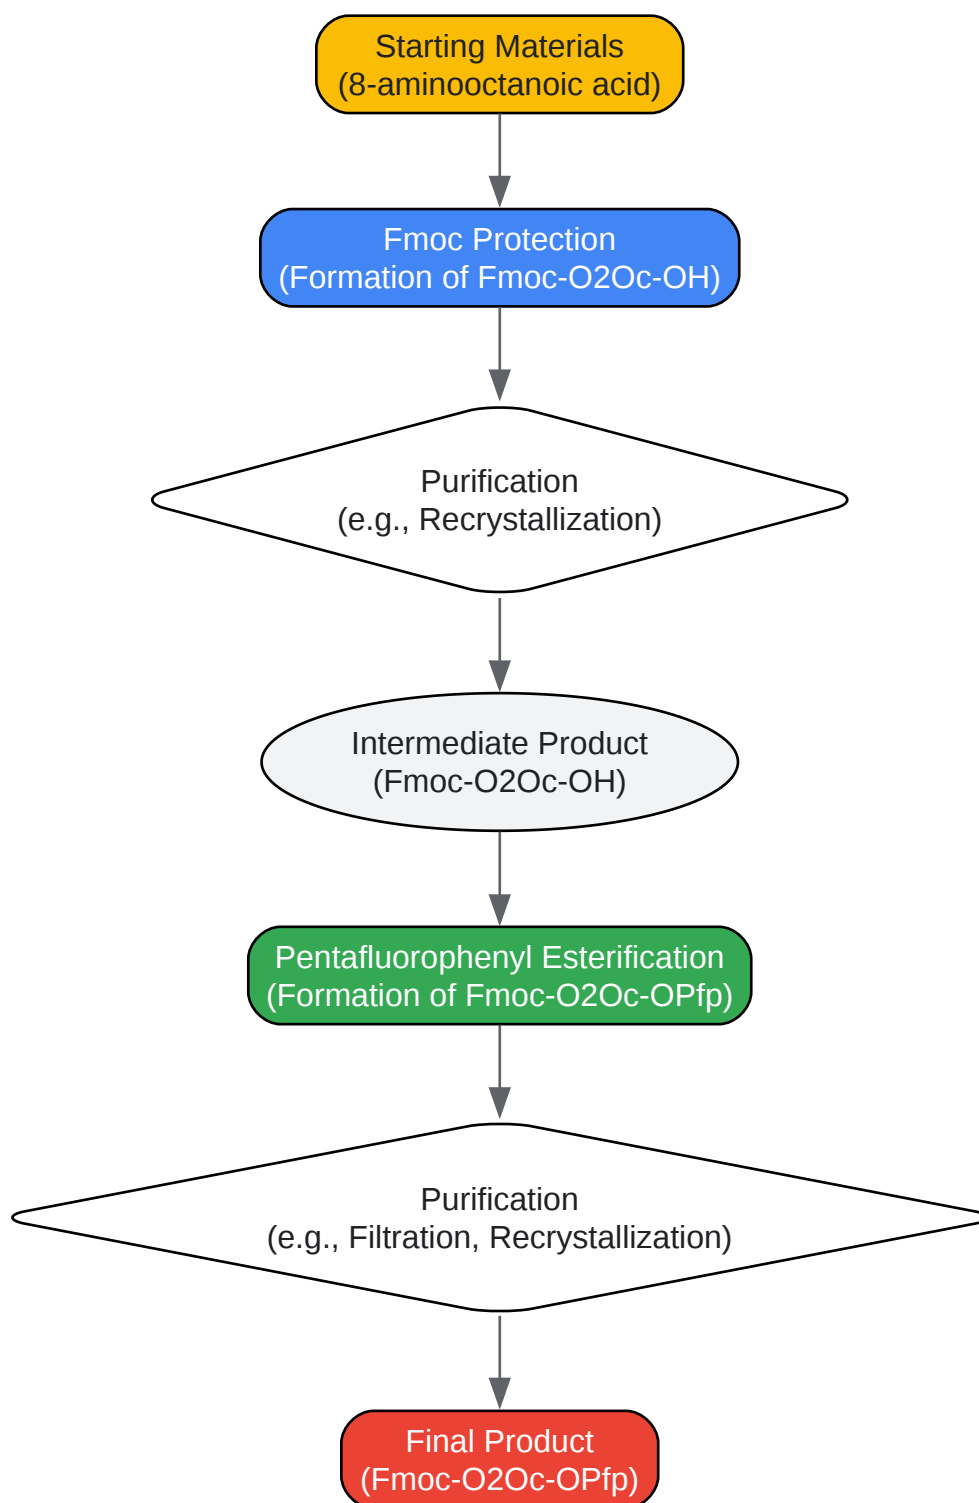 Starting Materials
(8-aminooctanoic acid)
Fmoc Protection
(Formation of Fmoc-O2Oc-OH)
Purification
(e.g., Recrystallization)
Intermediate Product
(Fmoc-O2Oc-OH)
Pentafluorophenyl Esterification
(Formation of Fmoc-O2Oc-OPfp)
Purification
(e.g., Filtration, Recrystallization)
Final Product
(Fmoc-O2Oc-OPfp)